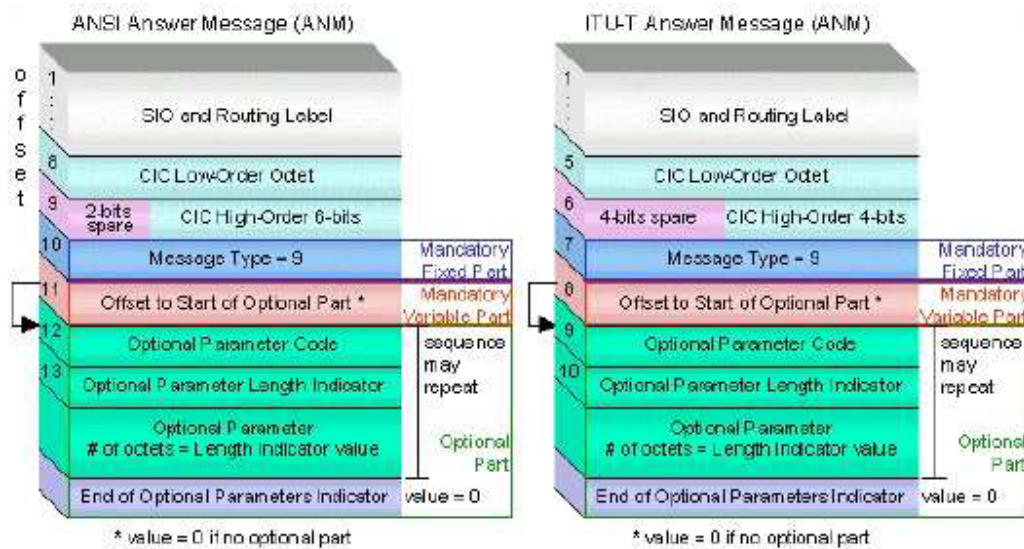 ANSI Answer Message (ANM)
offset
1
:
:
SIO and Routing Label
8
CIC Low-Order Octet
9
2-bits spare
CIC High-Order 6-bits
10
Message Type = 9
Mandatory Fixed Part
11
Offset to Start of Optional Part *
Mandatory Variable Part
12
Optional Parameter Code
13
Optional Parameter Length Indicator
Optional Parameter
# of octets = Length Indicator value
sequence may repeat
Optional Part
End of Optional Parameters Indicator
value = 0
* value = 0 if no optional part
ITU-T Answer Message (ANM)
1
:
:
SIO and Routing Label
5
CIC Low-Order Octet
6
4-bits spare
CIC High-Order 4-bits
7
Message Type = 9
Mandatory Fixed Part
8
Offset to Start of Optional Part *
Mandatory Variable Part
9
Optional Parameter Code
10
Optional Parameter Length Indicator
Optional Parameter
# of octets = Length Indicator value
sequence may repeat
Optional Part
End of Optional Parameters Indicator
value = 0
* value = 0 if no optional part